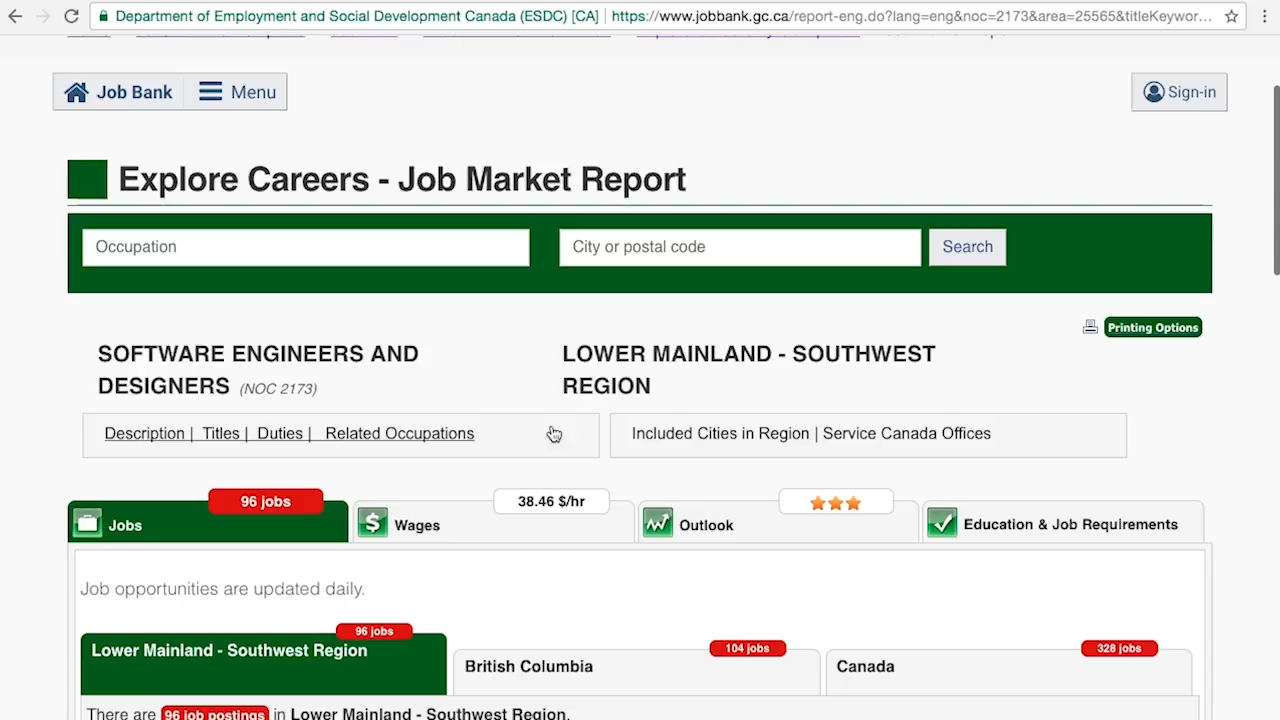 Department of Employment and Social Development Canada (ESDC) [CA] https://www.jobbank.gc.ca/report-eng.do?lang=eng&noc=2173&area=25565&titleKeywor...
Job Bank Menu Sign-in
Explore Careers - Job Market Report
Occupation City or postal code Search
Printing Options
SOFTWARE ENGINEERS AND
DESIGNERS (NOC 2173)
LOWER MAINLAND - SOUTHWEST
REGION
Description | Titles | Duties | Related Occupations
Included Cities in Region | Service Canada Offices
96 jobs
Jobs
38.46 $/hr
Wages
Outlook
Education & Job Requirements
Job opportunities are updated daily.
96 jobs
Lower Mainland - Southwest Region
104 jobs
British Columbia
328 jobs
Canada
There are 96 job postings in Lower Mainland - Southwest Region.